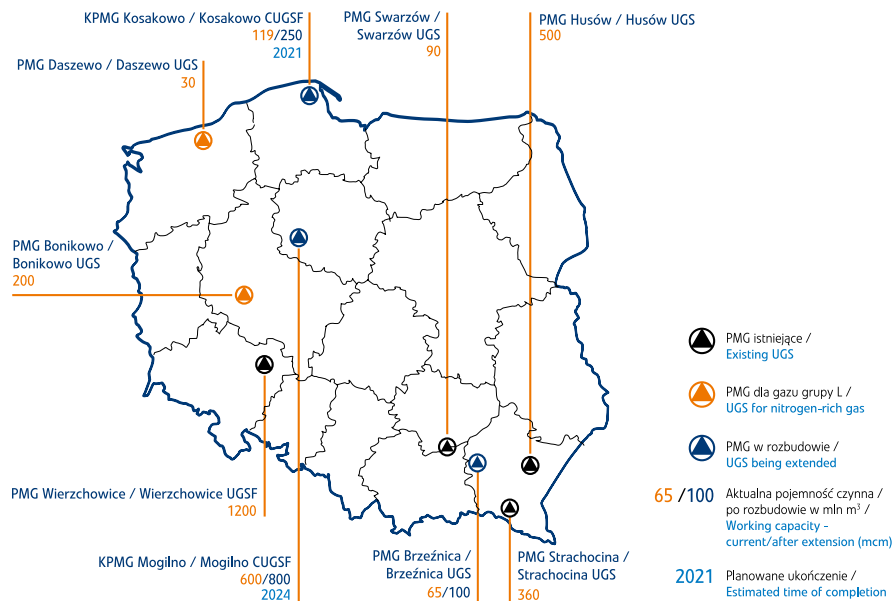 KPMG Kosakowo / Kosakowo CUGSF
119/250
2021
PMG Swarzów /
Swarzów UGS
90
PMG Husów / Husów UGS
500
PMG Daszewo / Daszewo UGS
30
PMG Bonikowo /
Bonikowo UGS
200
PMG Wierzchowice / Wierzchowice UGSF
1200
KPMG Mogilno / Mogilno CUGSF
600/800
2024
PMG Brzeźnica /
Brzeźnica UGS
65/100
PMG Strachocina /
Strachocina UGS
360
PMG istniejące /
Existing UGS
PMG dla gazu grupy L /
UGS for nitrogen-rich gas
PMG w rozbudowie /
UGS being extended
65 /100
Aktualna pojemność czynna /
po rozbudowie w mln m³ /
Working capacity -
current/after extension (mcm)
2021
Planowane ukończenie /
Estimated time of completion